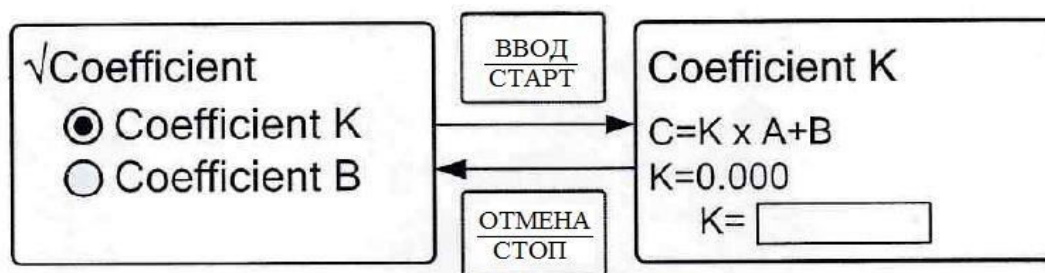 √Coefficient
Coefficient K
Coefficient B
ВВОД
СТАРТ
ОТМЕНА
СТОП
Coefficient K
C=K x A+B
K=0.000
K=